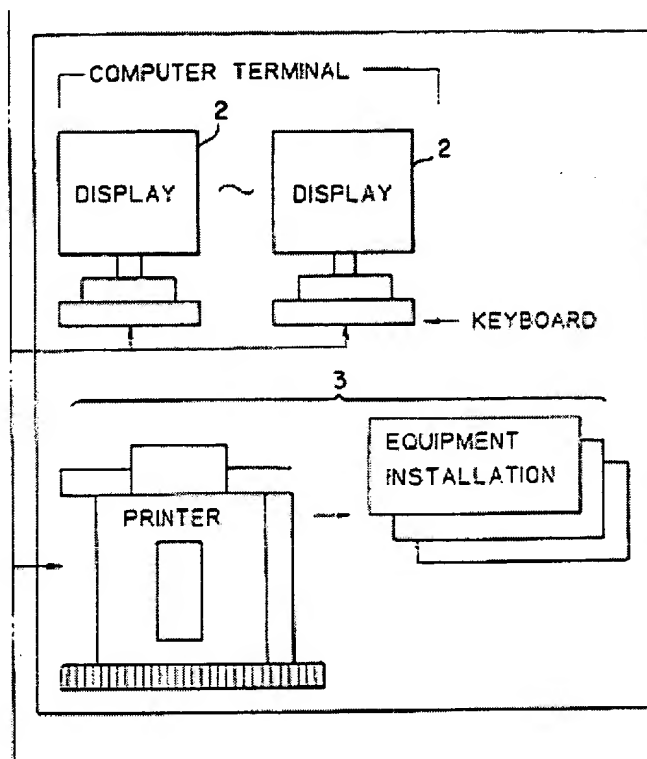 COMPUTER TERMINAL
2
2
DISPLAY
~
DISPLAY
KEYBOARD
3
EQUIPMENT
INSTALLATION
PRINTER